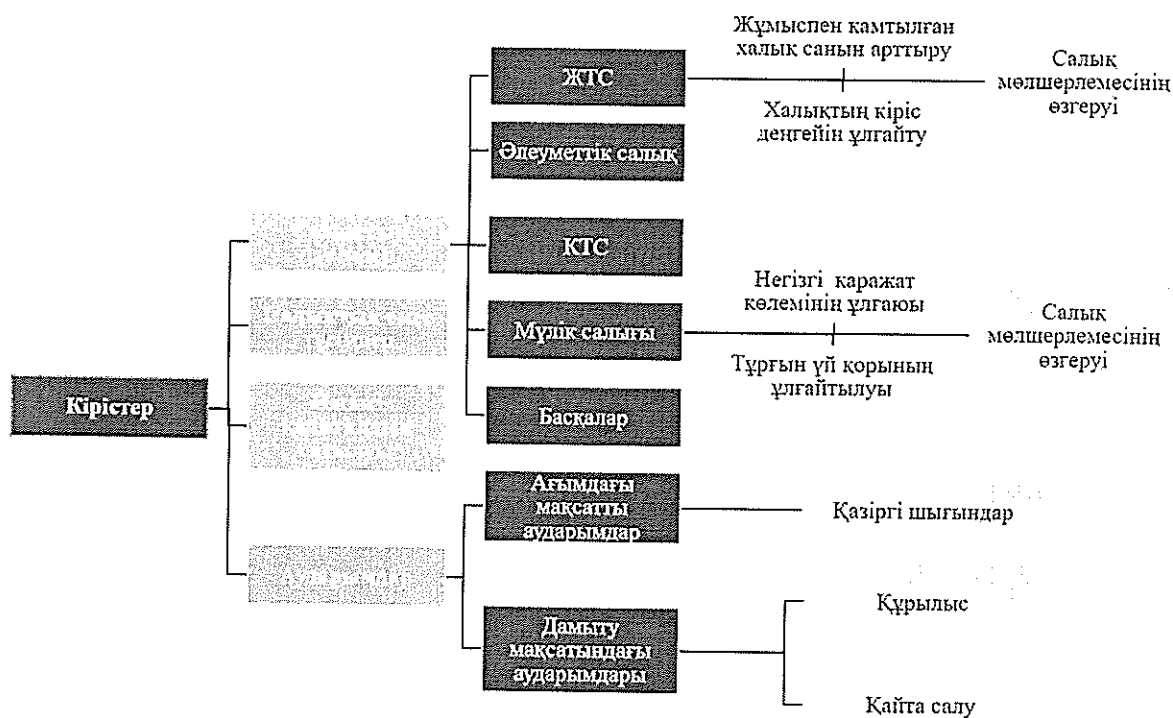 Жұмыспен қамтылған
халық санын арттыру
ЖТС
Салық
мөлшерлемесінің
өзгеруі
Халықтың кіріс
деңгейін ұлғайту
Әлеуметтік салық
КТС
Негізгі қаражат
көлемінің ұлғаюы
Мүлік салығы
Салық
мөлшерлемесінің
өзгеруі
Тұрғын үй қорының
ұлғайтылуы
Кірістер
Басқалар
Ағымдағы
мақсатты
аударымдар
Қазіргі шығындар
Құрылыс
Дамыту
мақсатындағы
аударымдары
Қайта салу